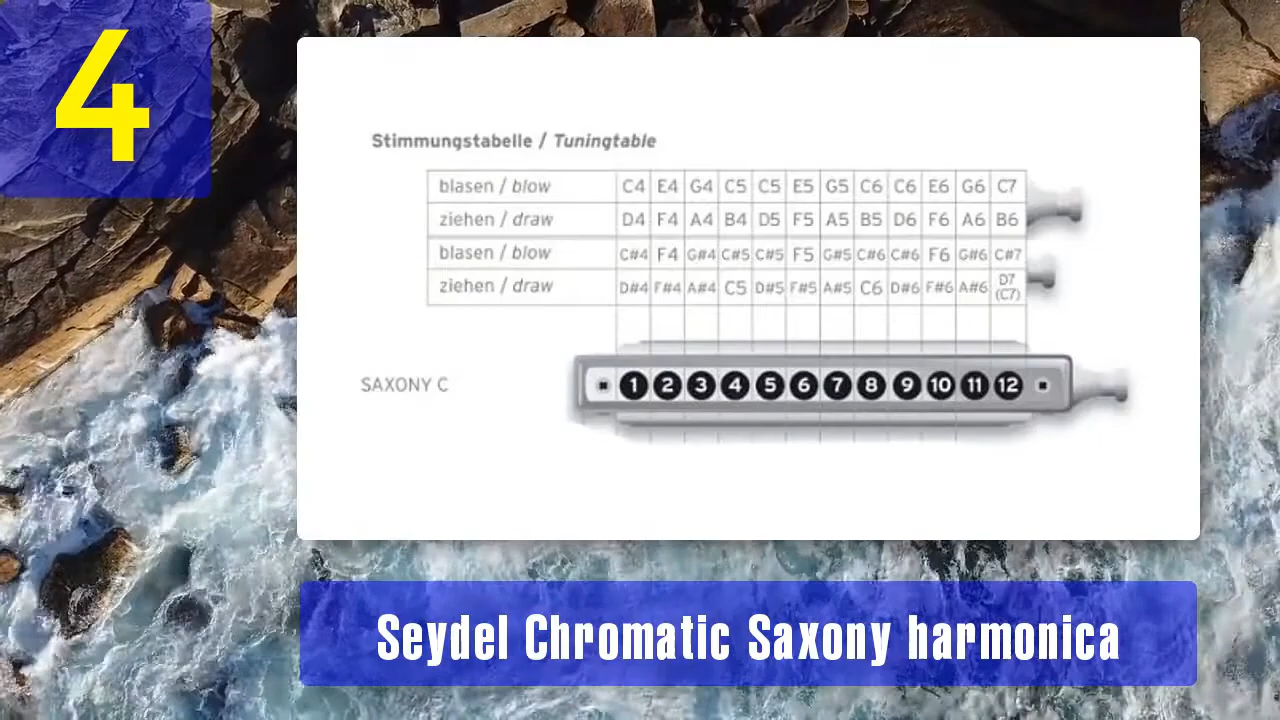 4
Stimmungstabelle / Tuningtable
blasen / blow C4 E4 G4 C5 C5 E5 G5 C6 C6 E6 G6 C7
ziehen / draw D4 F4 A4 B4 D5 F5 A5 B5 D6 F6 A6 B6
blasen / blow C#4 F4 G#4 C#5 C#5 F5 G#5 C#6 C#6 F6 G#6 C#7
ziehen / draw D#4 F#4 A#4 C5 D#5 F#5 A#5 C6 D#6 F#6 A#6 D7 (C7)
SAXONY C 1 2 3 4 5 6 7 8 9 10 11 12
Seydel Chromatic Saxony harmonica